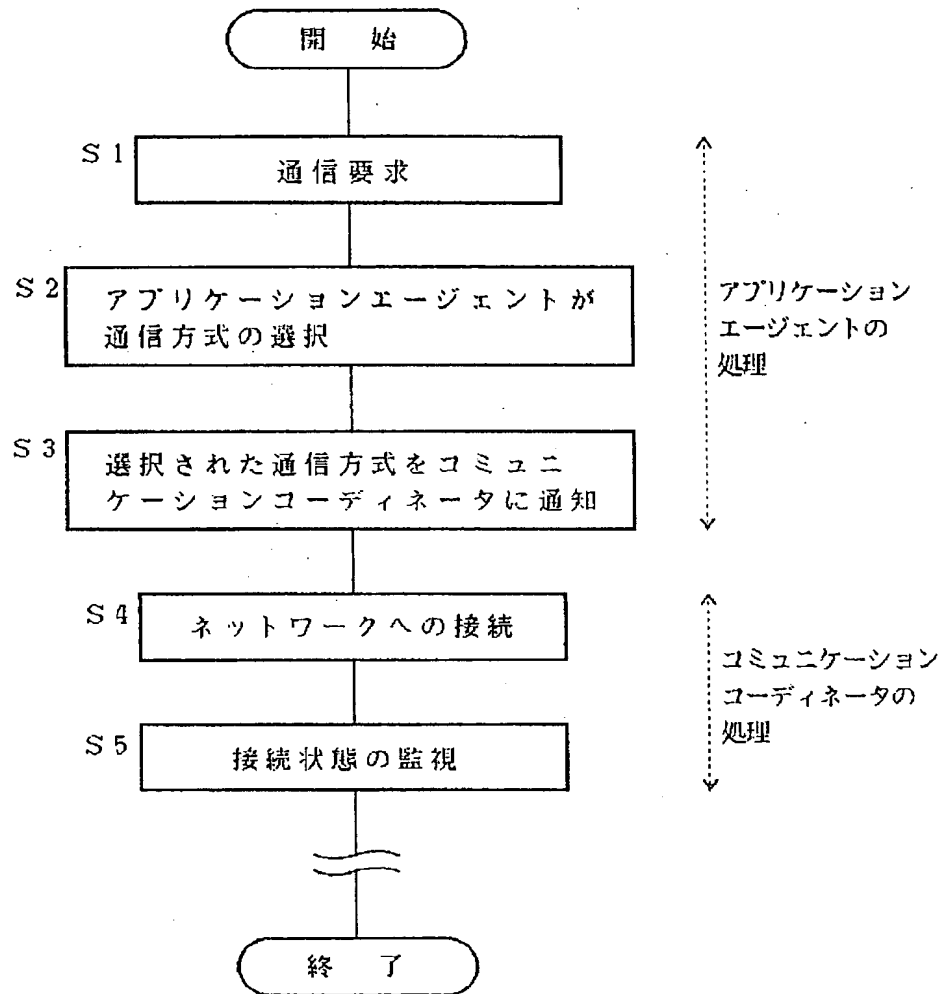 開 始
S1
通信要求
S2
アプリケーションエージェントが
通信方式の選択
S3
選択された通信方式をコミュニ
ケーションコーディネータに通知
アプリケーション
エージェントの
処理
S4
ネットワークへの接続
S5
接続状態の監視
コミュニケーション
コーディネータの
処理
終 了